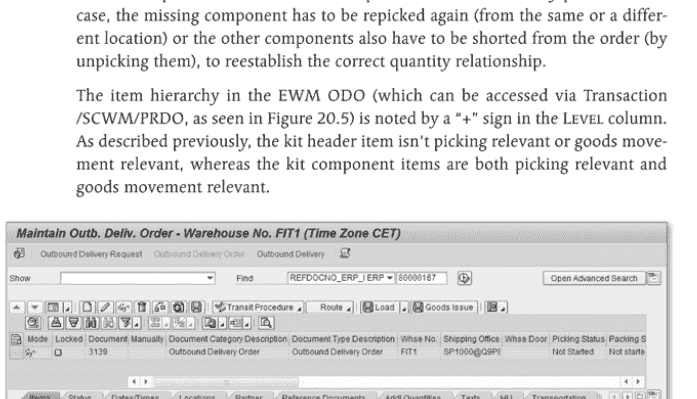 case, the missing component has to be repicked again (from the same or a differ-
ent location) or the other components also have to be shorted from the order (by
unpicking them), to reestablish the correct quantity relationship.
The item hierarchy in the EWM ODO (which can be accessed via Transaction
/SCWM/PRDO, as seen in Figure 20.5) is noted by a “+” sign in the LEVEL column.
As described previously, the kit header item isn’t picking relevant or goods move-
ment relevant, whereas the kit component items are both picking relevant and
goods movement relevant.
Maintain Outb. Deliv. Order - Warehouse No. FIT1 (Time Zone CET)
Outbound Delivery Request Outbound Delivery Order Outbound Delivery
Show Find REFDOCNO_ERP_I ERP 80000167 Open Advanced Search
Transit Procedure Route Load Goods Issue
Mode Locked Document Manually Document Category Description Document Type Description Whse No. Shipping Office Whse Door Picking Status Packing S
3139 Outbound Delivery Order Outbound Delivery Order FIT1 Not Started Not starte
Items Status Dates/Times Locations Partner Reference Documents Addl Quantities Texts HU Transportation